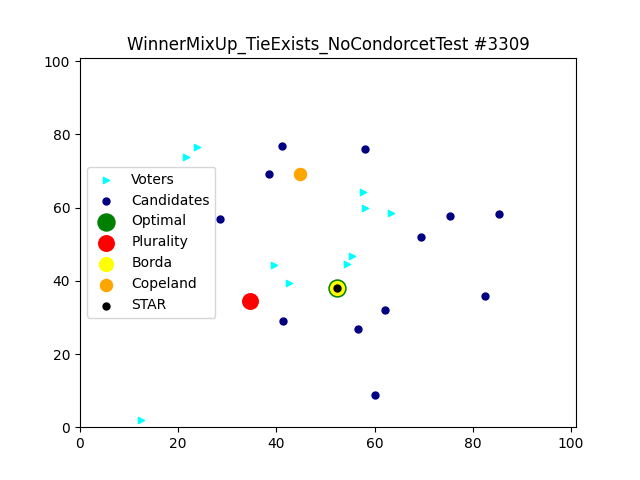 WinnerMixUp_TieExists_NoCondorcetTest #3309
100
80
60
40
20
0
Voters
Candidates
Optimal
Plurality
Borda
Copeland
STAR
0 20 40 60 80 100